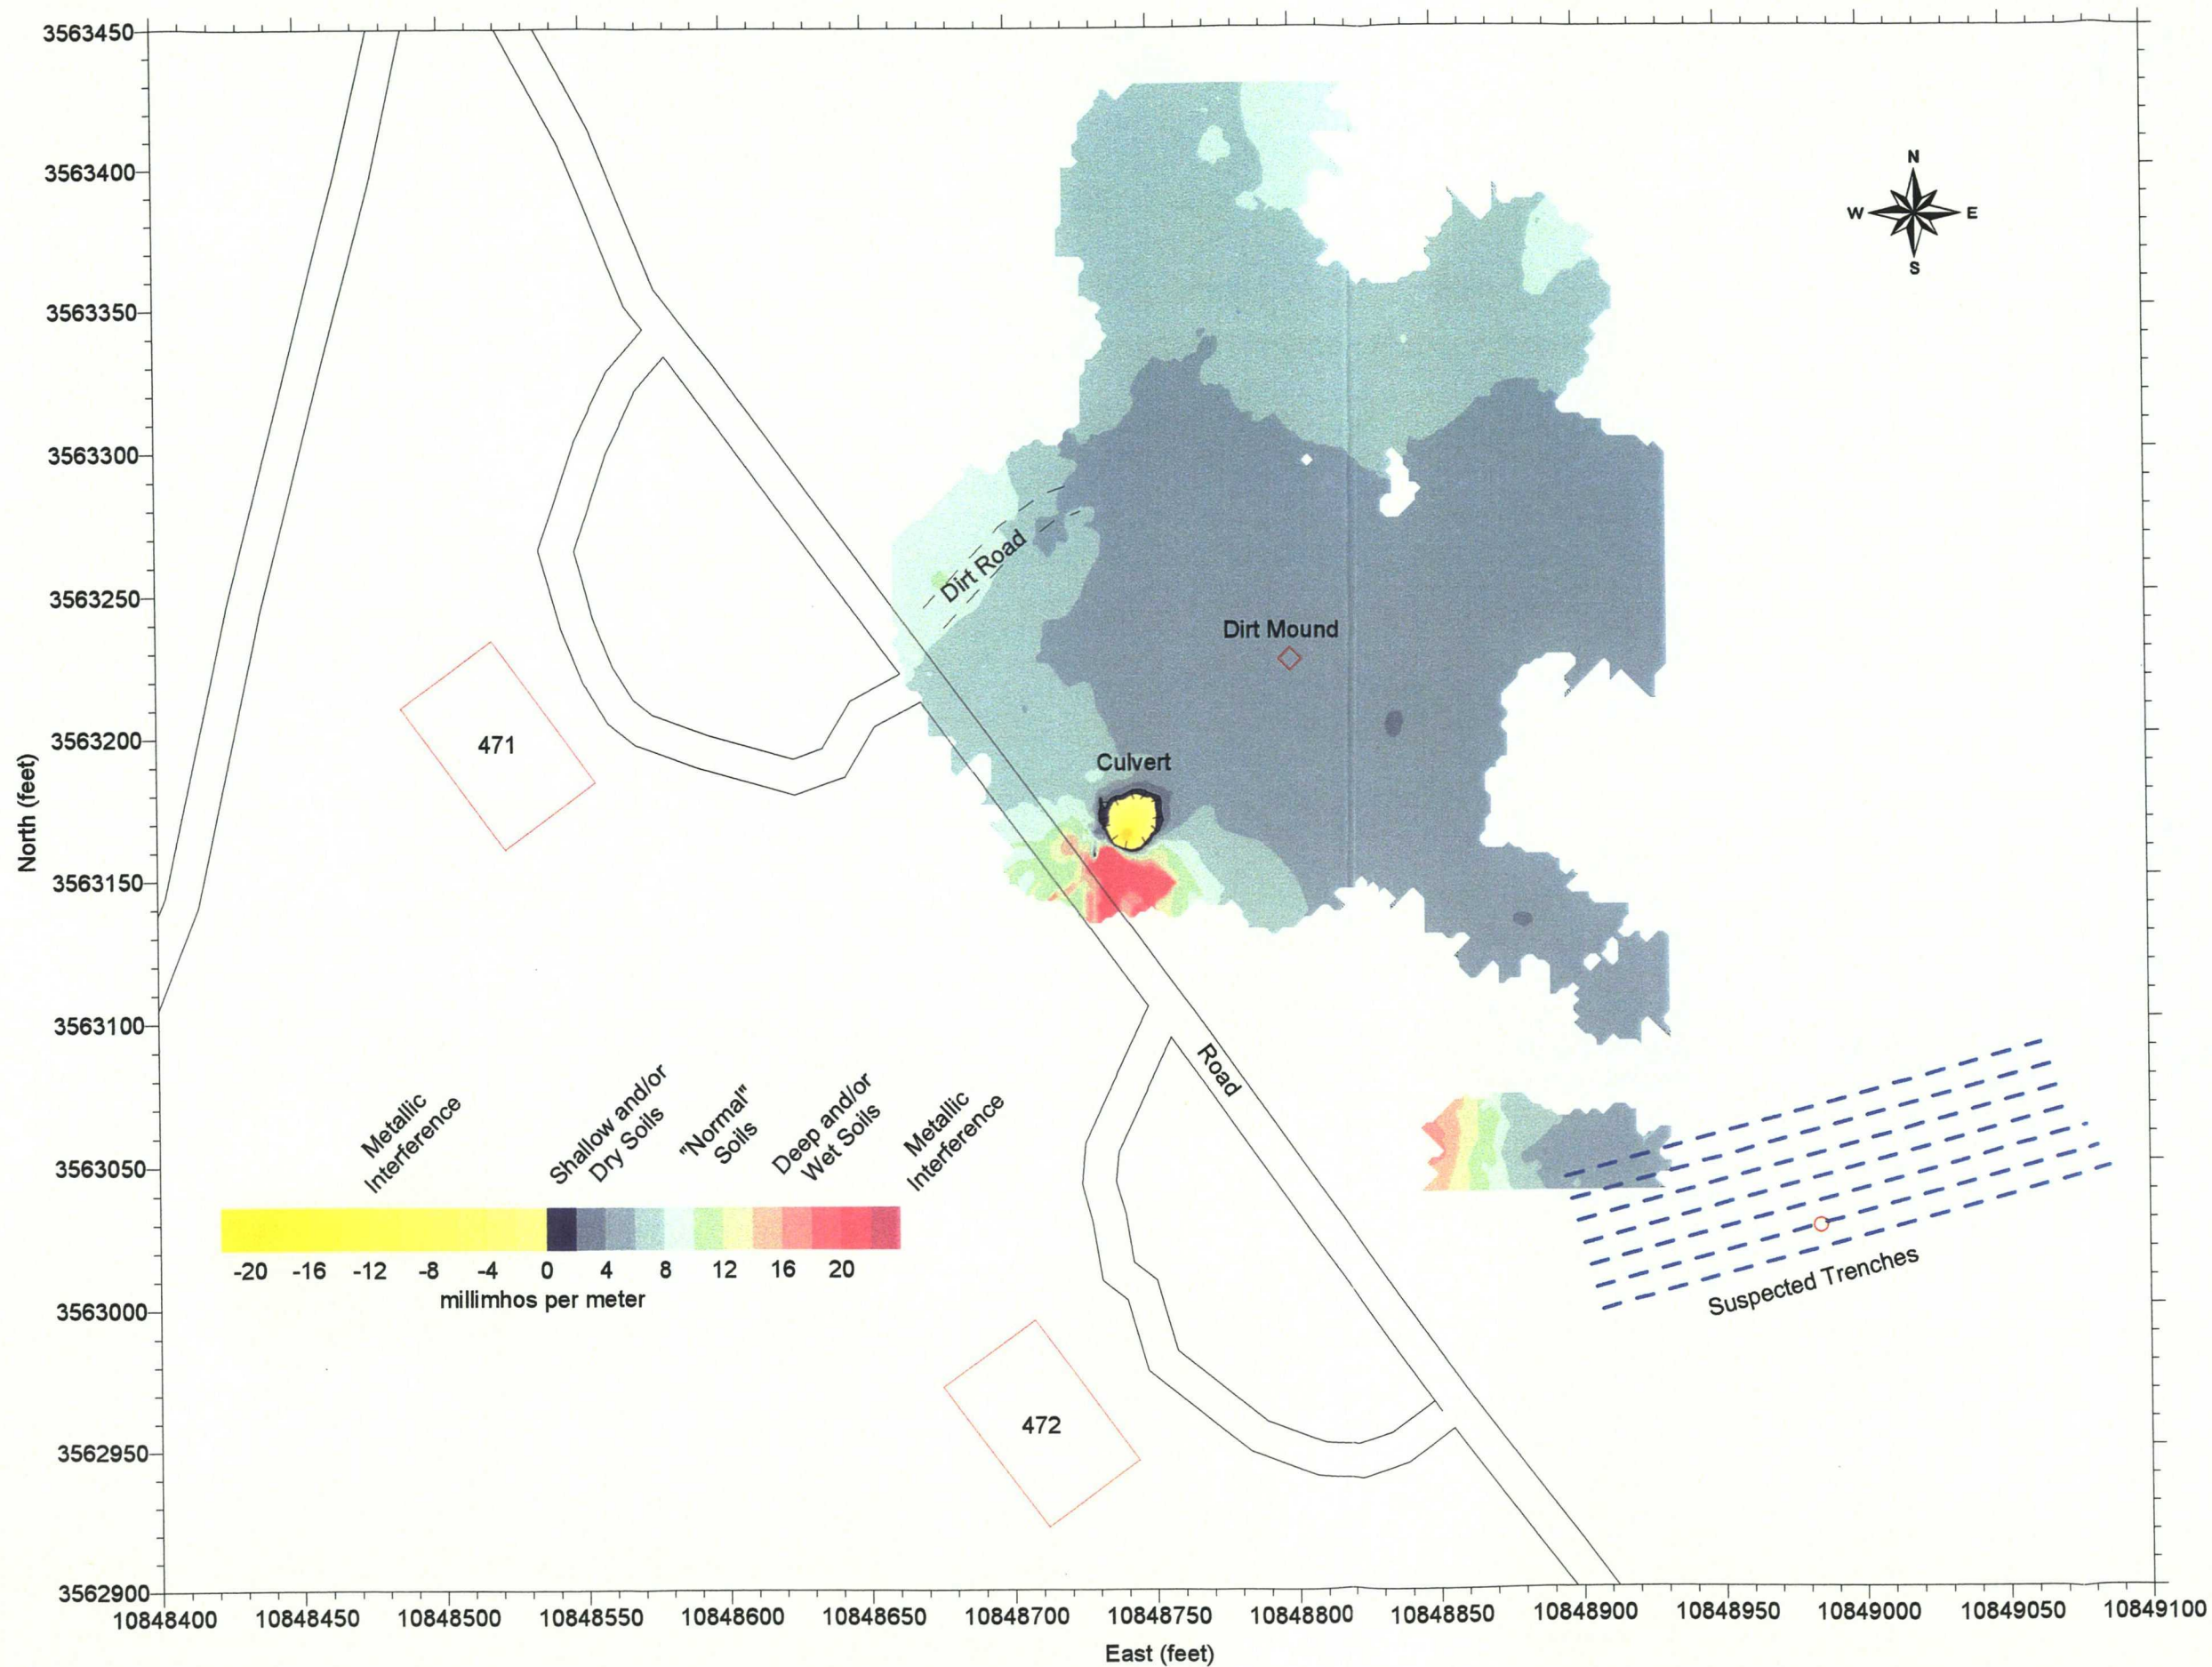 3563450
3563400
3563350
3563300
3563250
3563200
3563150
3563100
3563050
3563000
3562950
3562900
North (feet)
N
W E
S
Dirt Road
Dirt Mound
471
Culvert
Road
Metallic
Interference
Shallow and/or
Dry Soils
"Normal"
Soils
Deep and/or
Wet Soils
Metallic
Interference
-20 -16 -12 -8 -4 0 4 8 12 16 20
millimhos per meter
Suspected Trenches
472
10848400 10848450 10848500 10848550 10848600 10848650 10848700 10848750 10848800 10848850 10848900 10848950 10849000 10849050 10849100
East (feet)